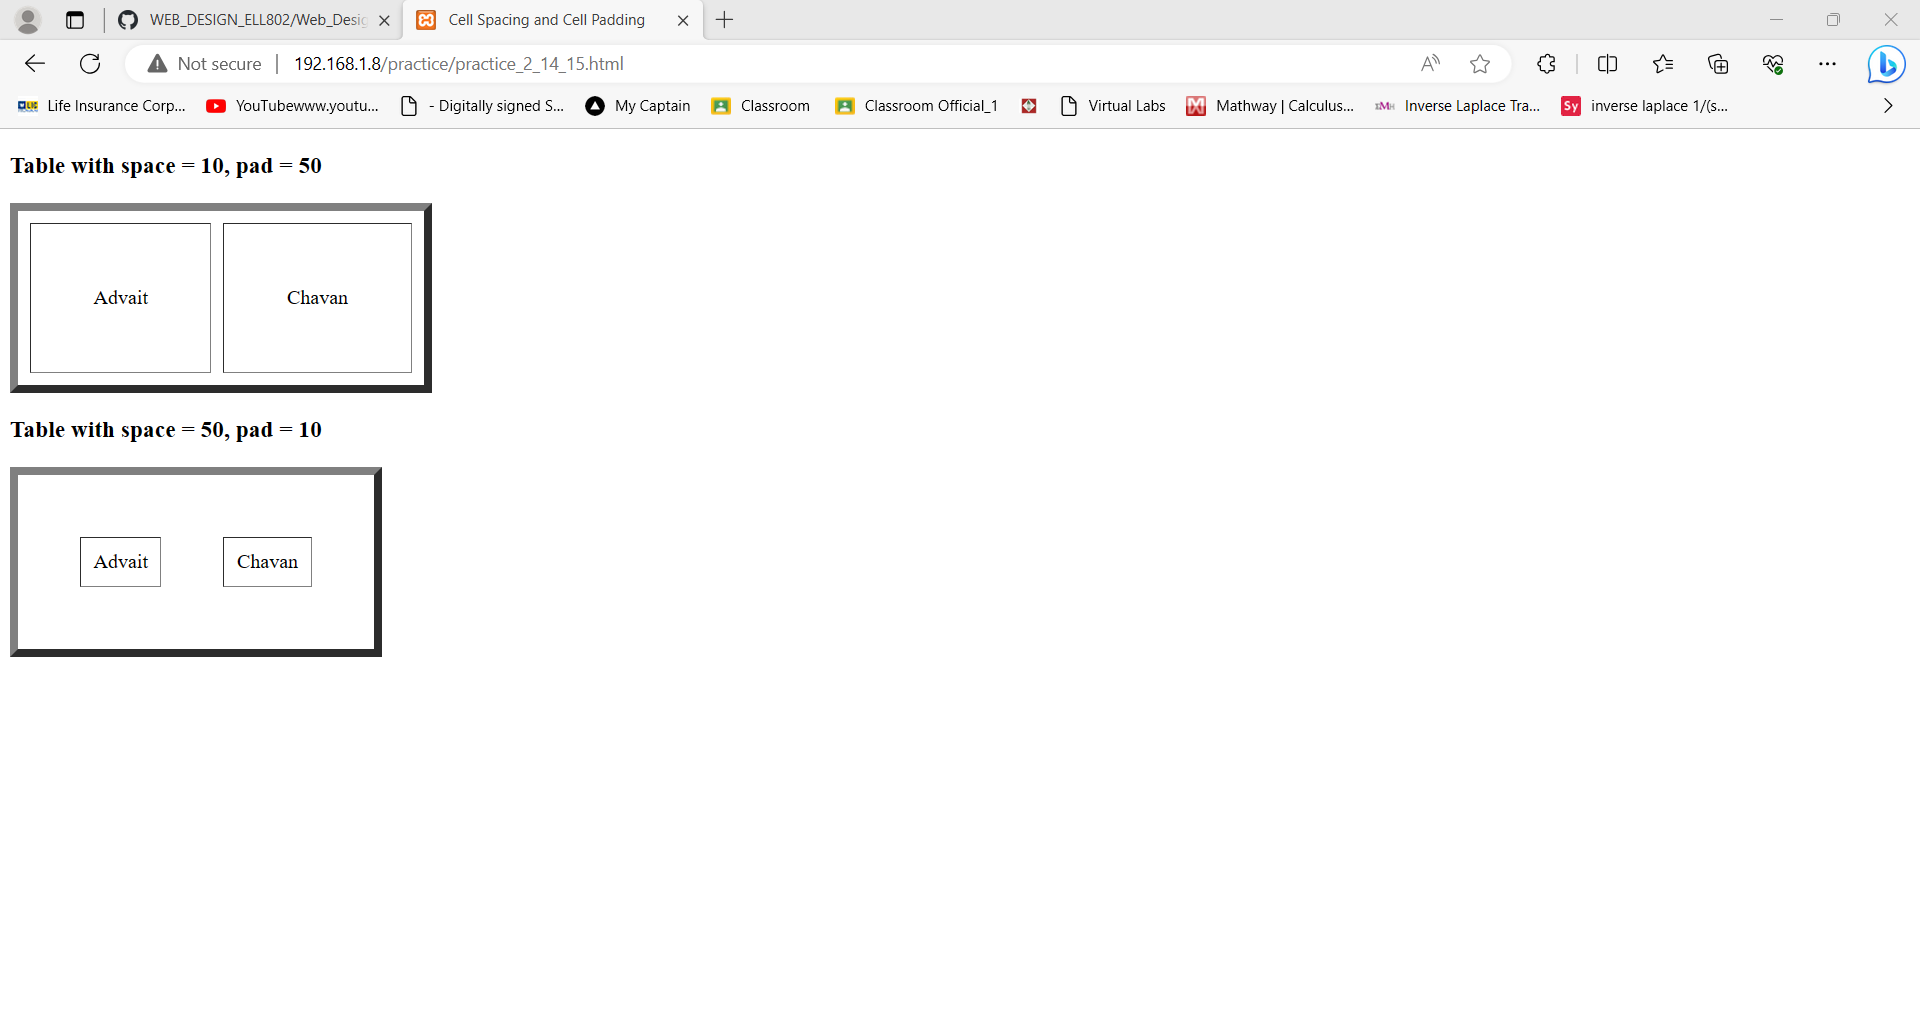 WEB_DESIGN_ELL802/Web_Desig
Cell Spacing and Cell Padding
Not secure
192.168.1.8/practice/practice_2_14_15.html
Life Insurance Corp...
YouTubewww.youtu...
- Digitally signed S...
My Captain
Classroom
Classroom Official_1
Virtual Labs
Mathway | Calculus...
Inverse Laplace Tra...
Sy
inverse laplace 1/(s...
Table with space = 10, pad = 50
Advait
Chavan
Table with space = 50, pad = 10
Advait
Chavan